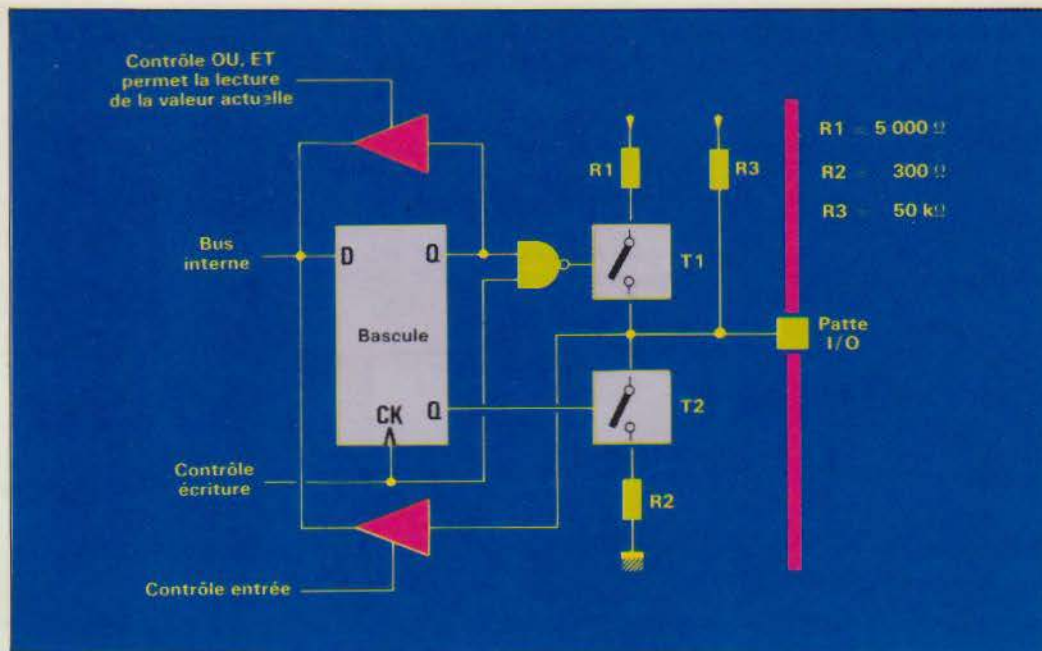 Contrôle OU, ET
permet la lecture
de la valeur actuelle
R1 = 5 000 Ω
R2 = 300 Ω
R3 = 50 kΩ
R1
R3
Bus
interne
D
Q
T1
Bascule
Patte
I/O
CK
Q
T2
Contrôle
écriture
R2
Contrôle entrée